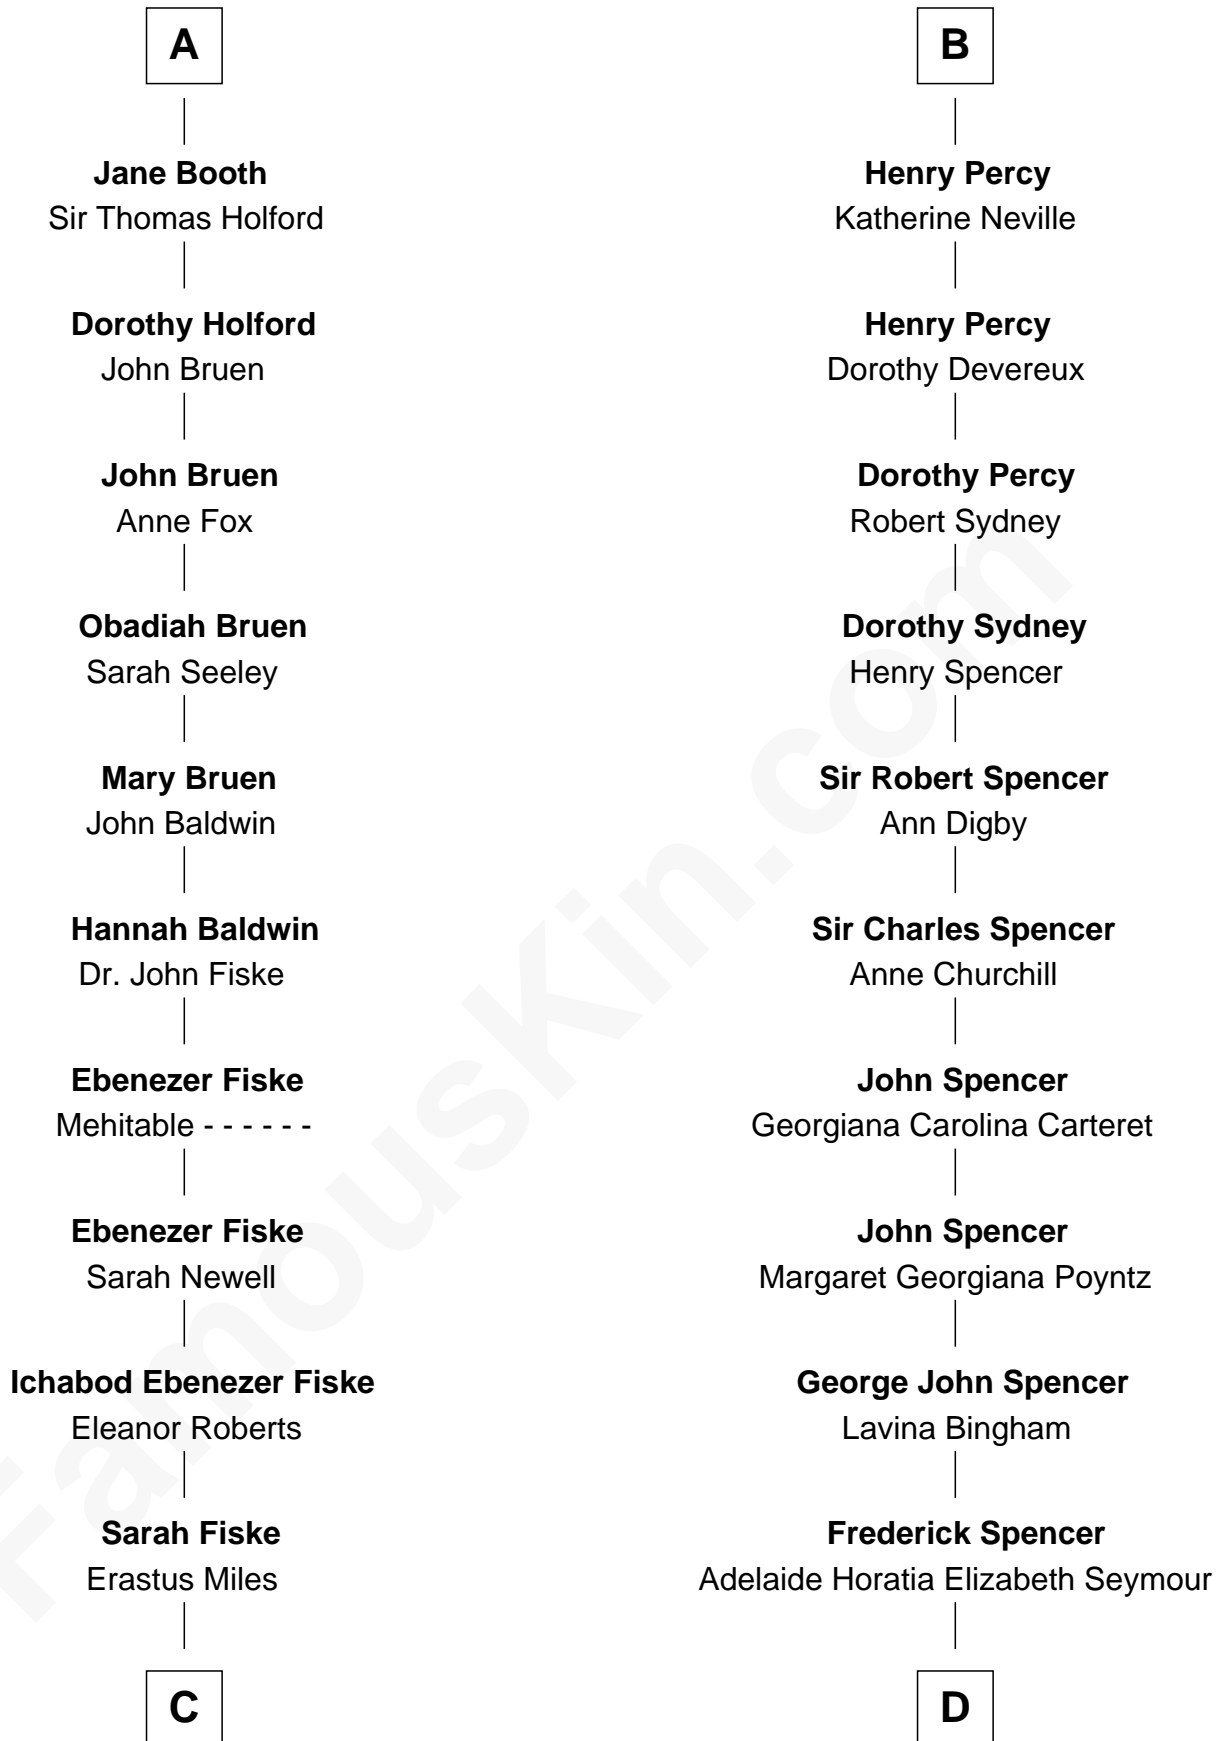 A
Jane Booth
Sir Thomas Holford
Dorothy Holford
John Bruen
John Bruen
Anne Fox
Obadiah Bruen
Sarah Seeley
Mary Bruen
John Baldwin
Hannah Baldwin
Dr. John Fiske
Ebenezer Fiske
Mehitable - - - - - -
Ebenezer Fiske
Sarah Newell
Ichabod Ebenezer Fiske
Eleanor Roberts
Sarah Fiske
Erastus Miles
C
B
Henry Percy
Katherine Neville
Henry Percy
Dorothy Devereux
Dorothy Percy
Robert Sydney
Dorothy Sydney
Henry Spencer
Sir Robert Spencer
Ann Digby
Sir Charles Spencer
Anne Churchill
John Spencer
Georgiana Carolina Carteret
John Spencer
Margaret Georgiana Poyntz
George John Spencer
Lavina Bingham
Frederick Spencer
Adelaide Horatia Elizabeth Seymour
D
FamousKin.com